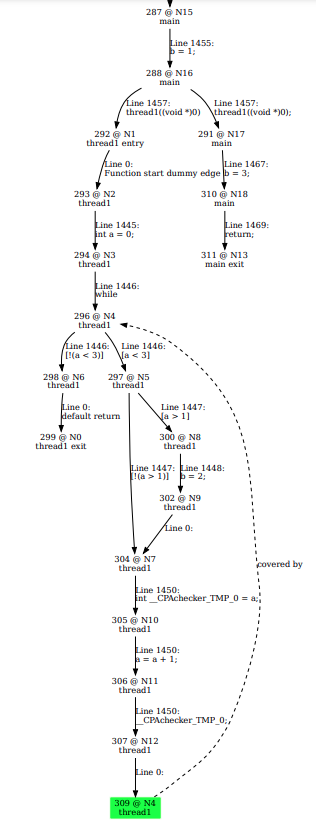 287 @ N15
main
Line 1455:
b = 1;
288 @ N16
main
Line 1457:
thread1((void *)0)
Line 1457:
thread1((void *)0);
292 @ N1
thread1 entry
291 @ N17
main
Line 0:
Function start dummy edge
Line 1467:
b = 3;
293 @ N2
thread1
310 @ N18
main
Line 1445:
int a = 0;
Line 1469:
return;
294 @ N3
thread1
311 @ N13
main exit
Line 1446:
while
296 @ N4
thread1
Line 1446:
[!(a < 3)]
Line 1446:
[a < 3]
298 @ N6
thread1
297 @ N5
thread1
Line 0:
default return
Line 1447:
[a > 1]
299 @ N0
thread1 exit
300 @ N8
thread1
Line 1447:
[!(a > 1)]
Line 1448:
b = 2;
302 @ N9
thread1
Line 0:
304 @ N7
thread1
covered by
Line 1450:
int __CPAchecker_TMP_0 = a;
305 @ N10
thread1
Line 1450:
a = a + 1;
306 @ N11
thread1
Line 1450:
__CPAchecker_TMP_0;
307 @ N12
thread1
Line 0:
309 @ N4
thread1